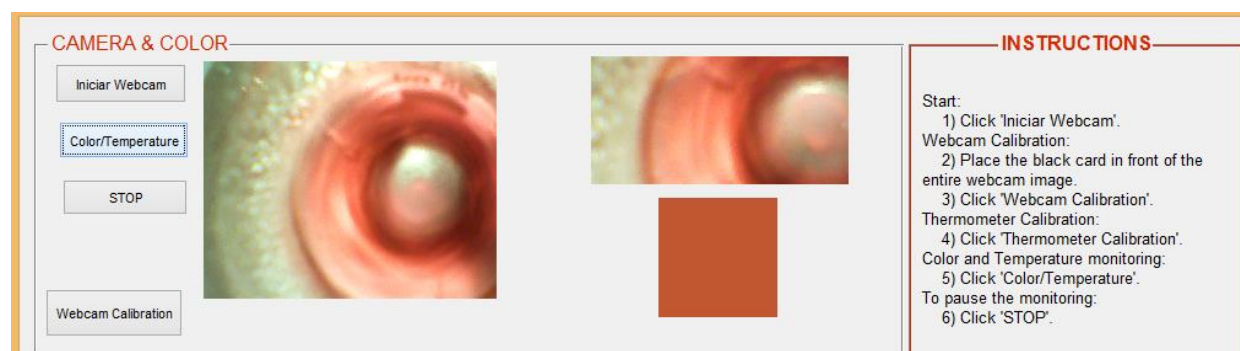 CAMERA & COLOR
Iniciar Webcam
Color/Temperature
STOP
Webcam Calibration
INSTRUCTIONS
Start:
1) Click 'Iniciar Webcam'.
Webcam Calibration:
2) Place the black card in front of the
entire webcam image.
3) Click 'Webcam Calibration'.
Thermometer Calibration:
4) Click 'Thermometer Calibration'.
Color and Temperature monitoring:
5) Click 'Color/Temperature'.
To pause the monitoring:
6) Click 'STOP'.